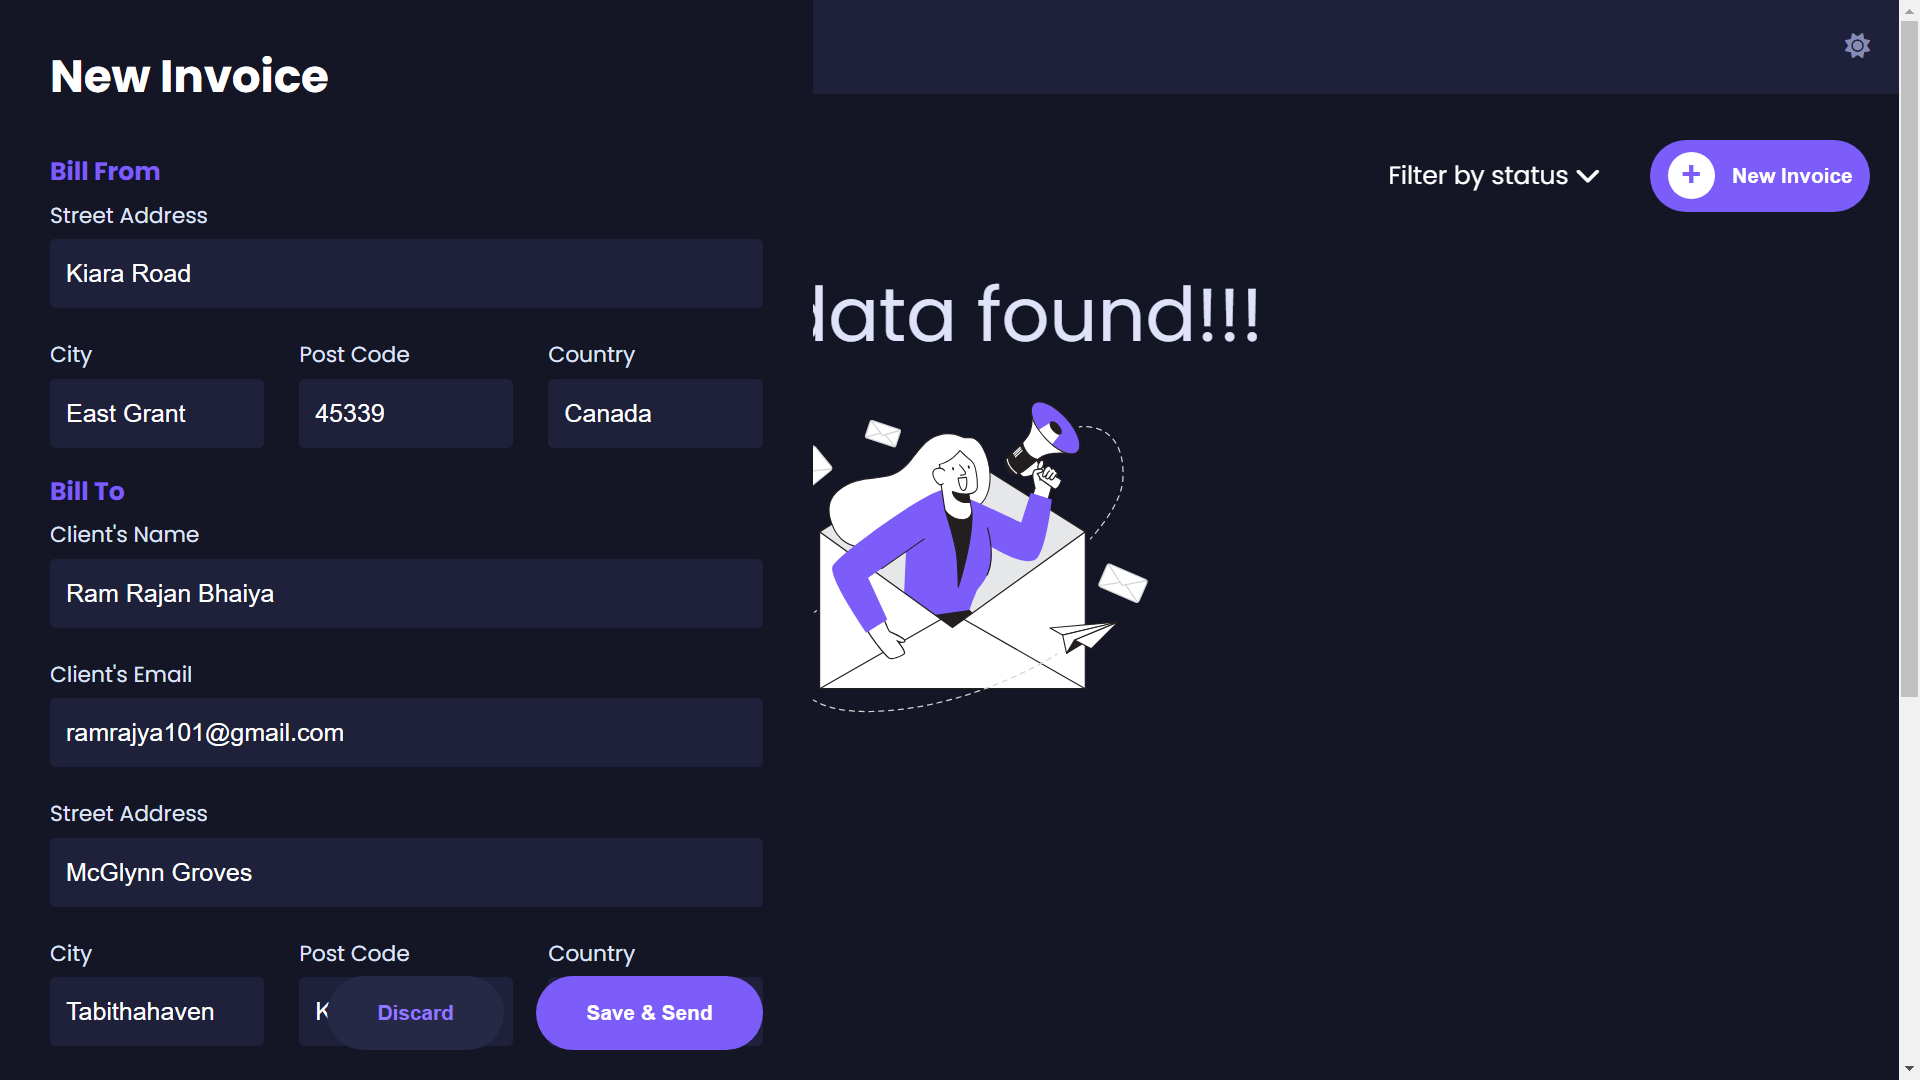 New Invoice
Bill From
Street Address
Kiara Road
City Post Code Country
East Grant 45339 Canada
Bill To
Client's Name
Ram Rajan Bhaiya
Client's Email
ramrajya101@gmail.com
Street Address
McGlynn Groves
City Post Code Country
Tabithahaven
Discard Save & Send
Filter by status
+ New Invoice
data found!!!